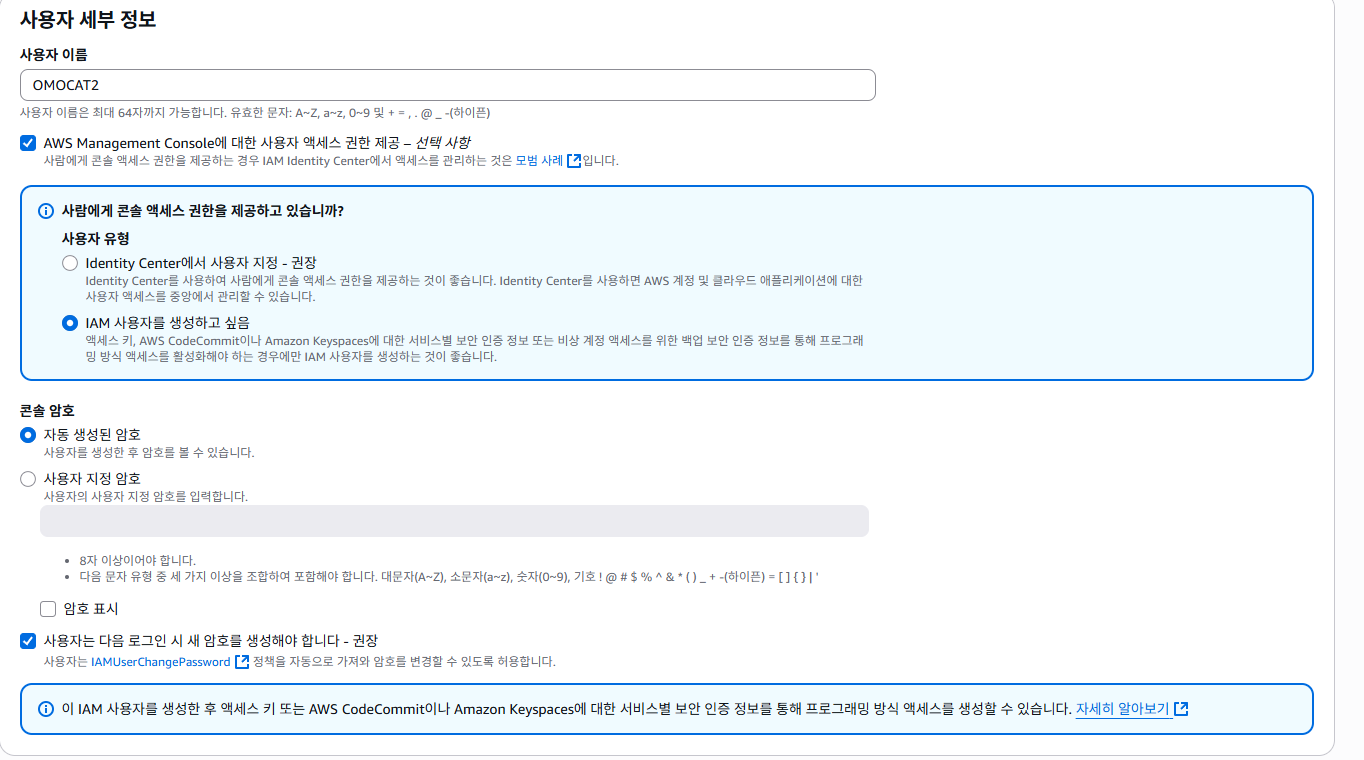 사용자 세부 정보
사용자 이름
OMOCAT2
사용자 이름은 최대 64자까지 가능합니다. 유효한 문자: A~Z, a~z, 0~9 및 + = , . @ _ -(하이픈)
AWS Management Console에 대한 사용자 액세스 권한 제공 – 선택 사항
사람에게 콘솔 액세스 권한을 제공하는 경우 IAM Identity Center에서 액세스를 관리하는 것은 모범 사례 입니다.
사람에게 콘솔 액세스 권한을 제공하고 있습니까?
사용자 유형
Identity Center에서 사용자 지정 - 권장
Identity Center를 사용하여 사람에게 콘솔 액세스 권한을 제공하는 것이 좋습니다. Identity Center를 사용하면 AWS 계정 및 클라우드 애플리케이션에 대한
사용자 액세스를 중앙에서 관리할 수 있습니다.
IAM 사용자를 생성하고 싶음
액세스 키, AWS CodeCommit이나 Amazon Keyspaces에 대한 서비스별 보안 인증 정보 또는 비상 계정 액세스를 위한 백업 보안 인증 정보를 통해 프로그래
밍 방식 액세스를 활성화해야 하는 경우에만 IAM 사용자를 생성하는 것이 좋습니다.
콘솔 암호
자동 생성된 암호
사용자를 생성한 후 암호를 볼 수 있습니다.
사용자 지정 암호
사용자의 사용자 지정 암호를 입력합니다.
• 8자 이상이어야 합니다.
• 다음 문자 유형 중 세 가지 이상을 조합하여 포함해야 합니다. 대문자(A~Z), 소문자(a~z), 숫자(0~9), 기호 ! @ # $ % ^ & * ( ) _ + -(하이픈) = [ ] { } | '
암호 표시
사용자는 다음 로그인 시 새 암호를 생성해야 합니다 - 권장
사용자는 IAMUserChangePassword 정책을 자동으로 가져와 암호를 변경할 수 있도록 허용합니다.
이 IAM 사용자를 생성한 후 액세스 키 또는 AWS CodeCommit이나 Amazon Keyspaces에 대한 서비스별 보안 인증 정보를 통해 프로그래밍 방식 액세스를 생성할 수 있습니다. 자세히 알아보기